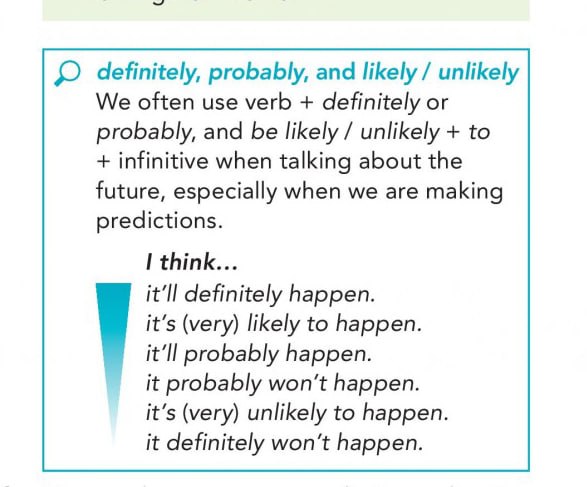 definitely, probably, and likely / unlikely
We often use verb + definitely or
probably, and be likely / unlikely + to
+ infinitive when talking about the
future, especially when we are making
predictions.
I think...
it'll definitely happen.
it's (very) likely to happen.
it'll probably happen.
it probably won't happen.
it's (very) unlikely to happen.
it definitely won't happen.